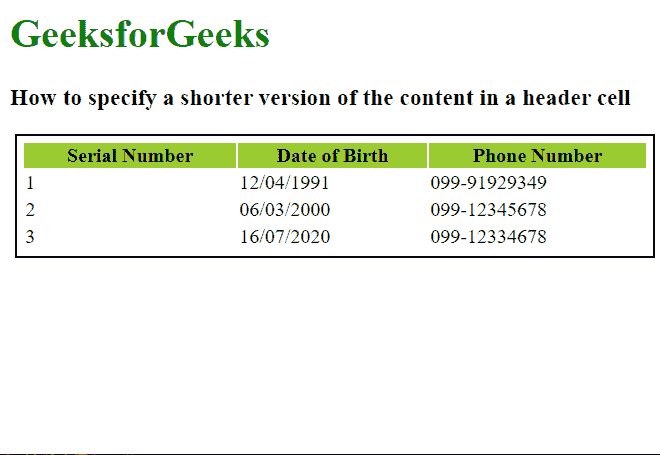 GeeksforGeeks
How to specify a shorter version of the content in a header cell
Serial Number Date of Birth Phone Number
1 12/04/1991 099-91929349
2 06/03/2000 099-12345678
3 16/07/2020 099-12334678